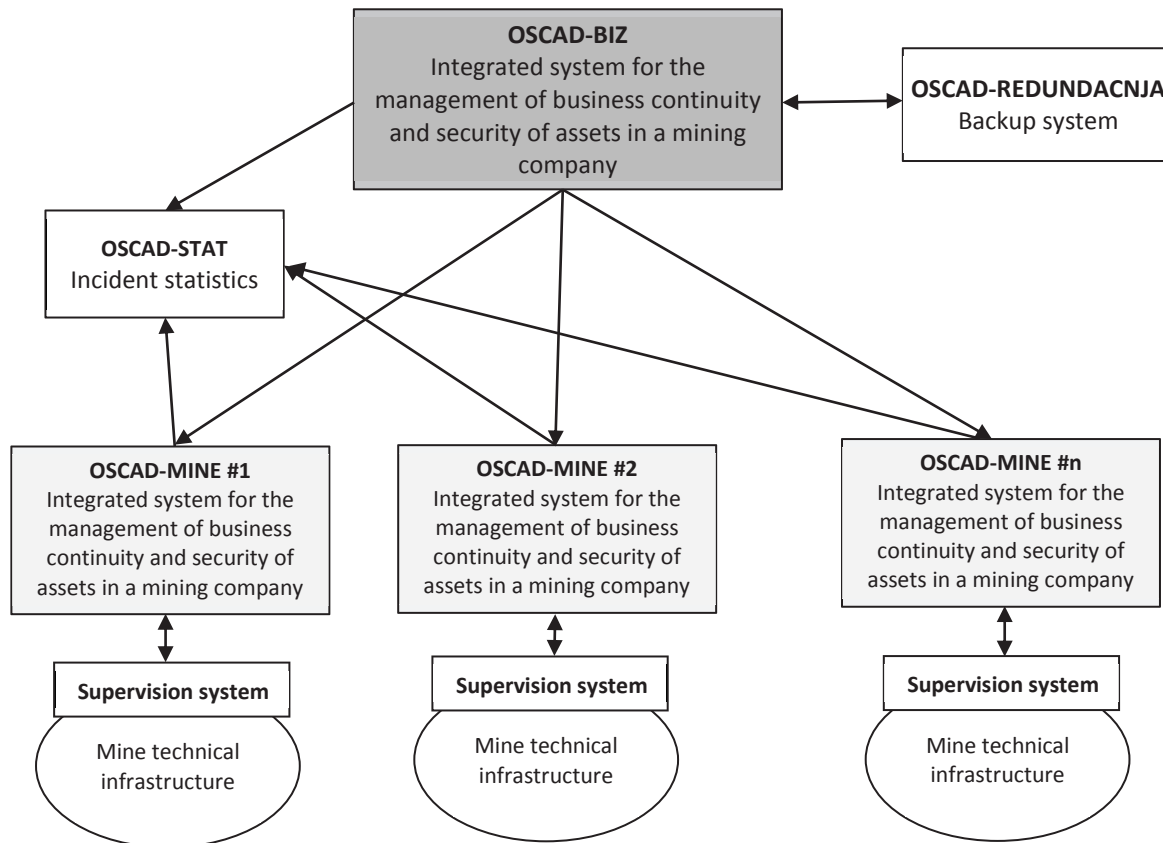 OSCAD-BIZ
Integrated system for the
management of business continuity
and security of assets in a mining
company
OSCAD-REDUNDACNJA
Backup system
OSCAD-STAT
Incident statistics
OSCAD-MINE #1
Integrated system for the
management of business
continuity and security of
assets in a mining company
OSCAD-MINE #2
Integrated system for the
management of business
continuity and security of
assets in a mining company
OSCAD-MINE #n
Integrated system for the
management of business
continuity and security of
assets in a mining company
Supervision system
Mine technical
infrastructure
Supervision system
Mine technical
infrastructure
Supervision system
Mine technical
infrastructure